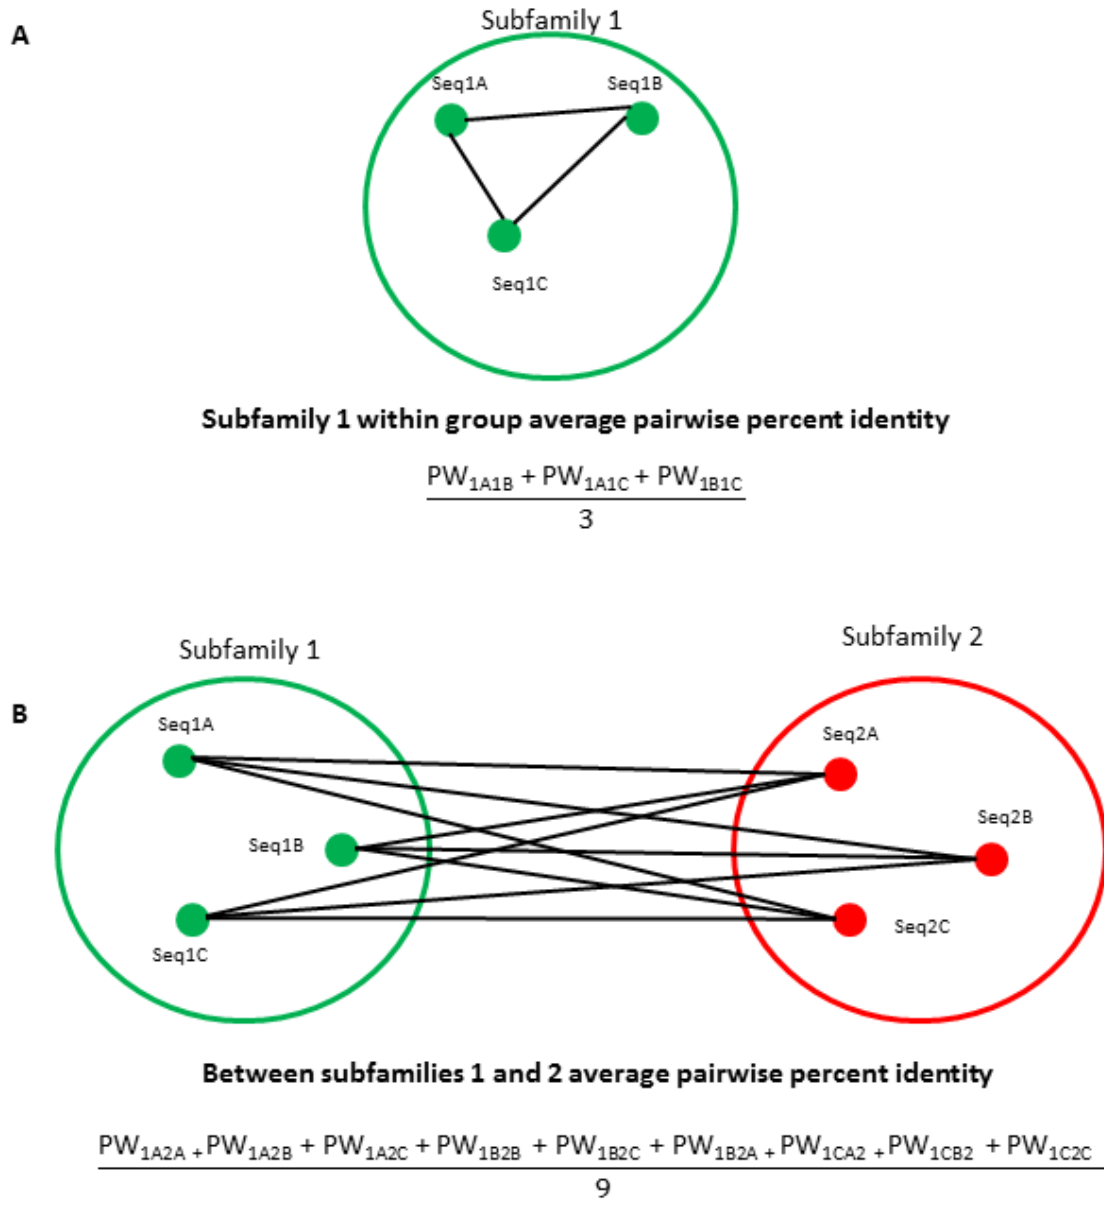 Subfamily 1
A
Seq1A Seq1B
Seq1C
Subfamily 1 within group average pairwise percent identity
PW1A1B + PW1A1C + PW1B1C
3
Subfamily 1 Subfamily 2
B
Seq1A Seq2A
Seq1B Seq2B
Seq1C Seq2C
Between subfamilies 1 and 2 average pairwise percent identity
PW1A2A + PW1A2B + PW1A2C + PW1B2B + PW1B2C + PW1B2A + PW1CA2 + PW1CB2 + PW1C2C
9